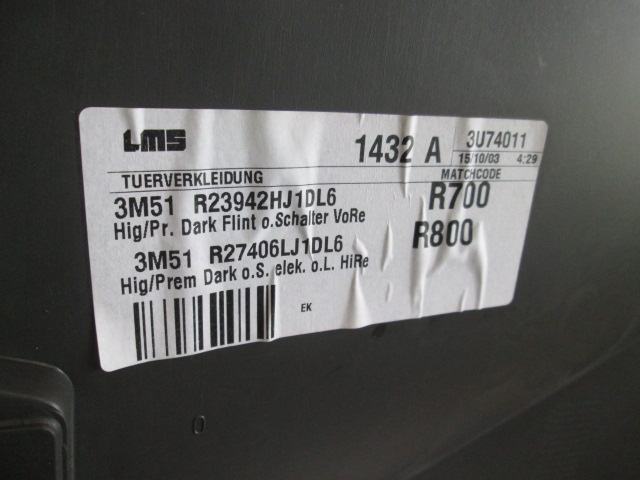 LMS 1432 A 3U74011
15/10/03 4:29
TUERVERKLEIDUNG MATCHCODE
3M51 R23942HJ1DL6 R700
Hig/Pr. Dark Flint o.Schalter VoRe
3M51 R27406LJ1DL6 R800
Hig/Prem Dark o.S. elek. o.L. HiRe
EK
0